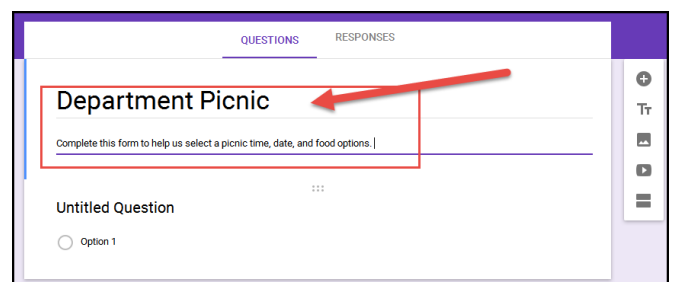 QUESTIONS RESPONSES
Department Picnic
Complete this form to help us select a picnic time, date, and food options.
Untitled Question
Option 1
Tт